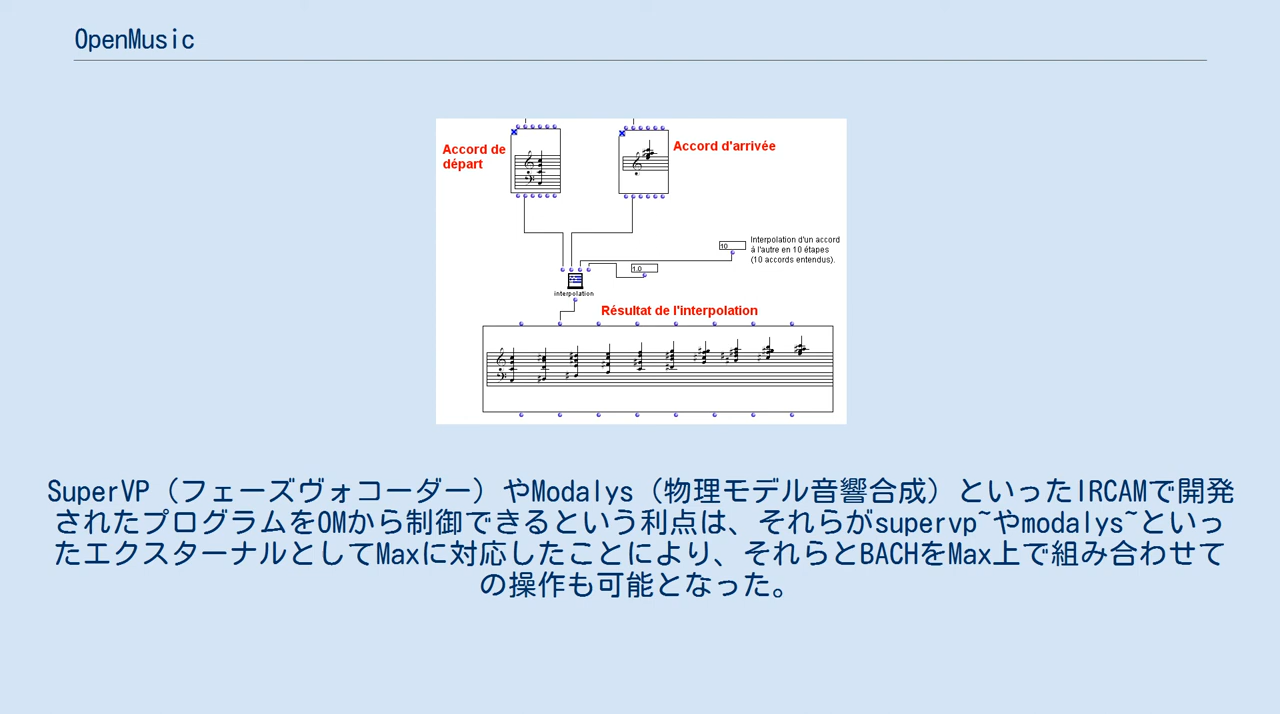 OpenMusic
Accord de
départ
Accord d'arrivée
10
Interpolation d'un accord
à l'autre en 10 étapes
(10 accords entendus).
1.0
interpolation
Résultat de l'interpolation
SuperVP（フェーズヴォコーダー）やModalys（物理モデル音響合成）といったIRCAMで開発
されたプログラムをOMから制御できるという利点は、それらがsupervp~やmodalys~といっ
たエクスターナルとしてMaxに対応したことにより、それらとBACHをMax上で組み合わせて
の操作も可能となった。